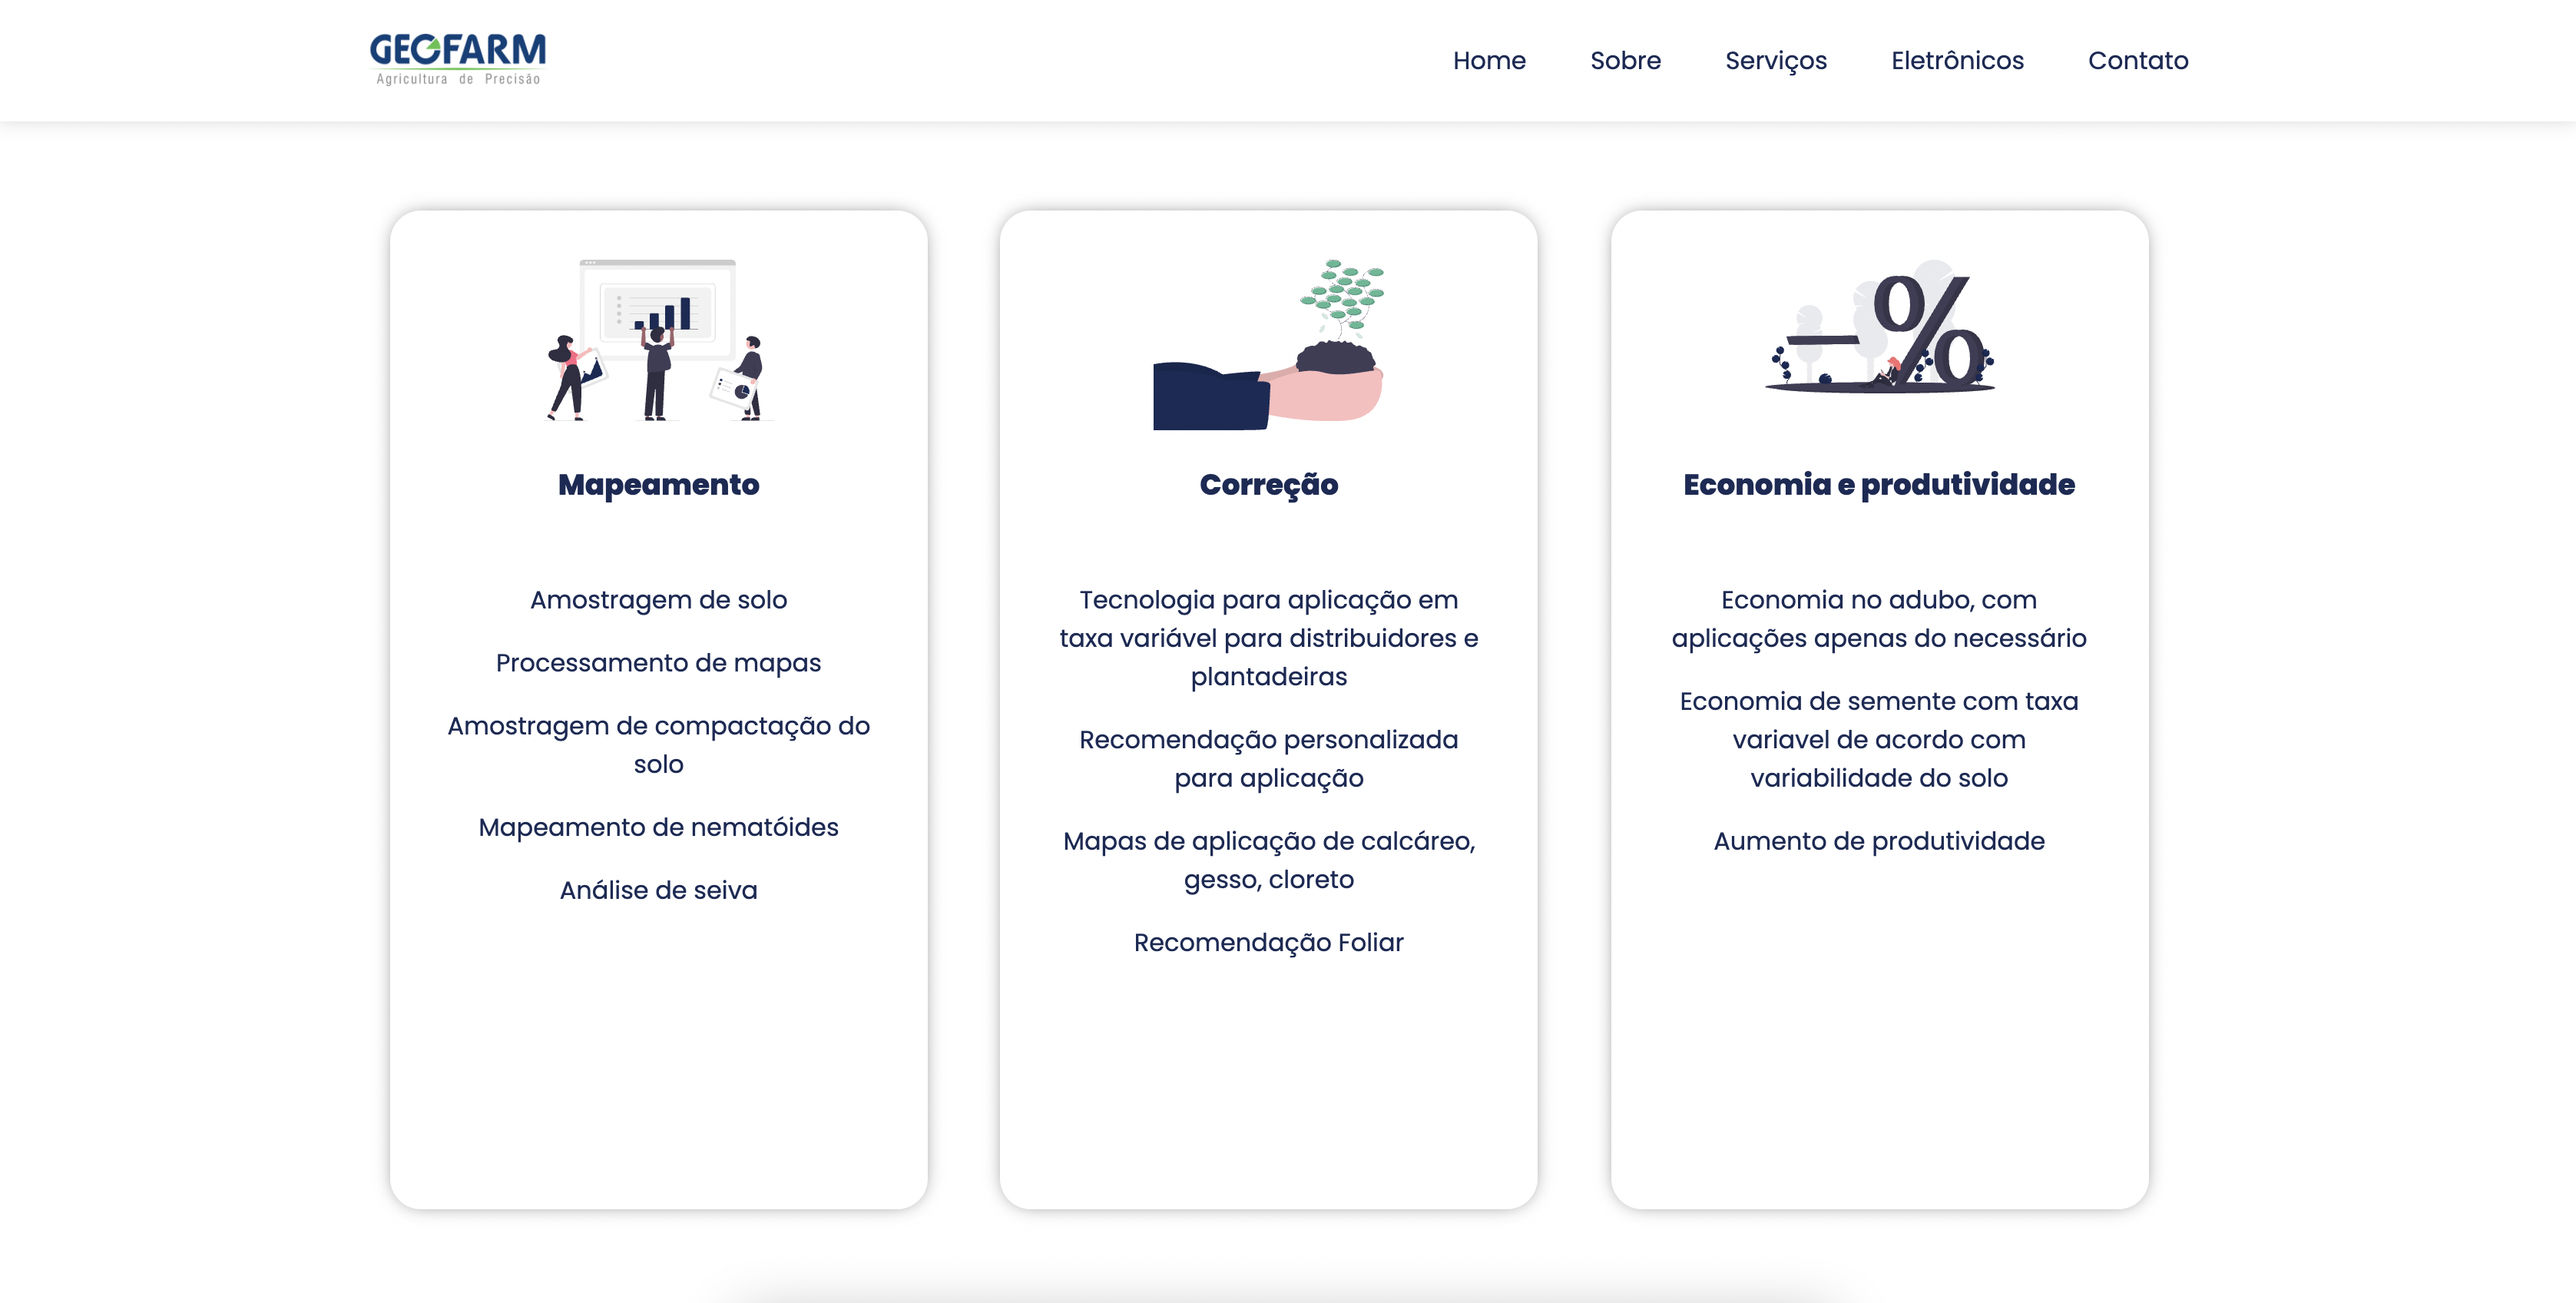 GEOFARM
Agricultura de Precisão
Home
Sobre
Serviços
Eletrônicos
Contato
Mapeamento
Amostragem de solo
Processamento de mapas
Amostragem de compactação do
solo
Mapeamento de nematóides
Análise de seiva
Correção
Tecnologia para aplicação em
taxa variável para distribuidores e
plantadeiras
Recomendação personalizada
para aplicação
Mapas de aplicação de calcáreo,
gesso, cloreto
Recomendação Foliar
-%
Economia e produtividade
Economia no adubo, com
aplicações apenas do necessário
Economia de semente com taxa
variavel de acordo com
variabilidade do solo
Aumento de produtividade